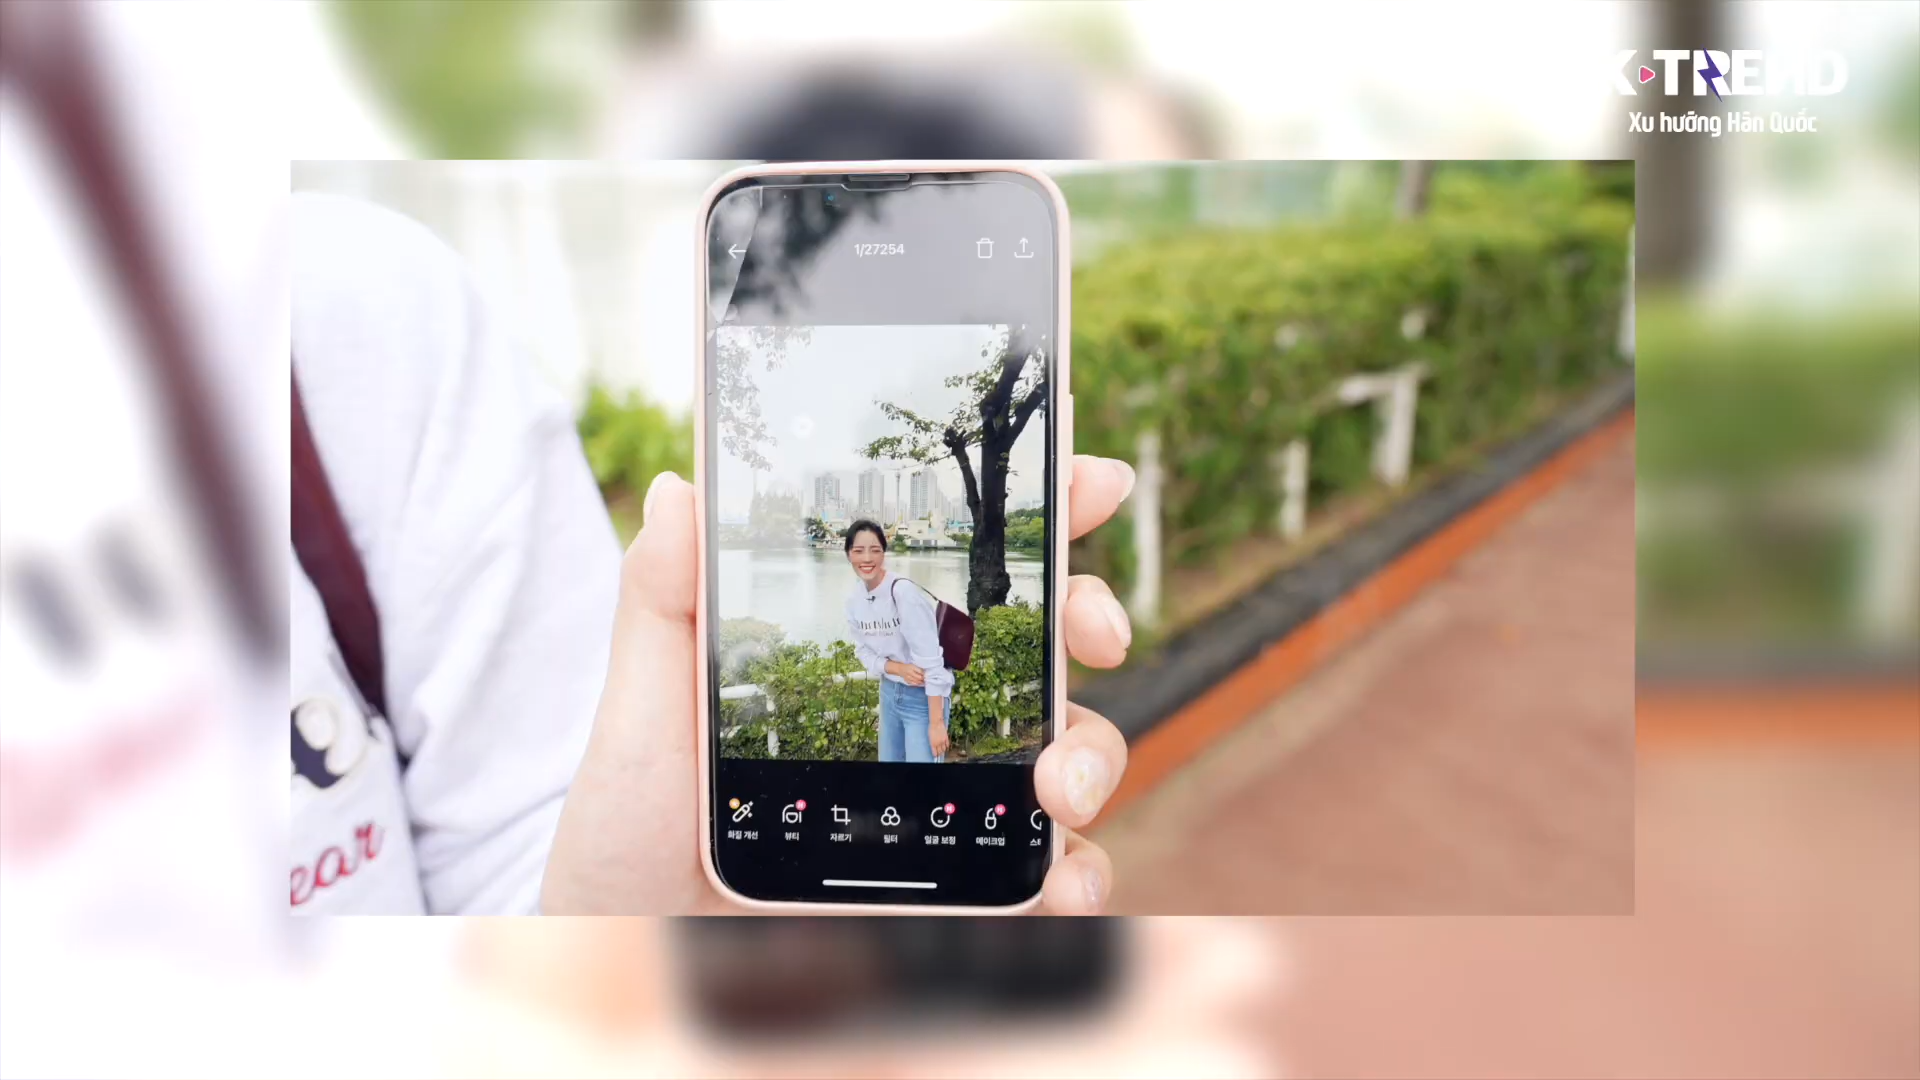 K TREND
Xu hướng Hàn Quốc
1/27254
화질 개선
뷰티
자르기
필터
얼굴 보정
메이크업
ear